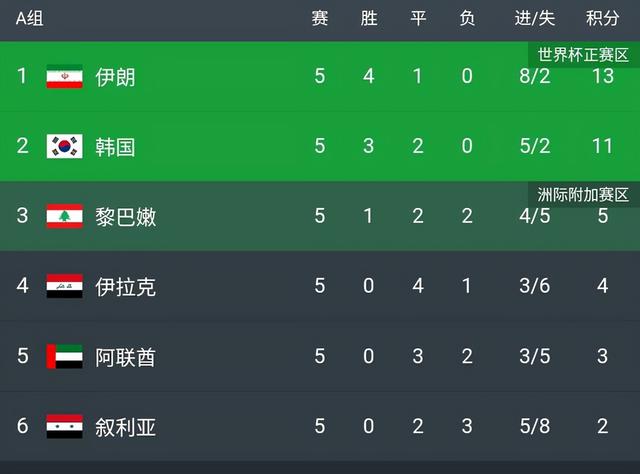 A组 赛 胜 平 负 进/失 积分
世界杯正赛区
1 伊朗 5 4 1 0 8/2 13
2 韩国 5 3 2 0 5/2 11
洲际附加赛区
3 黎巴嫩 5 1 2 2 4/5 5
4 伊拉克 5 0 4 1 3/6 4
5 阿联酋 5 0 3 2 3/5 3
6 叙利亚 5 0 2 3 5/8 2